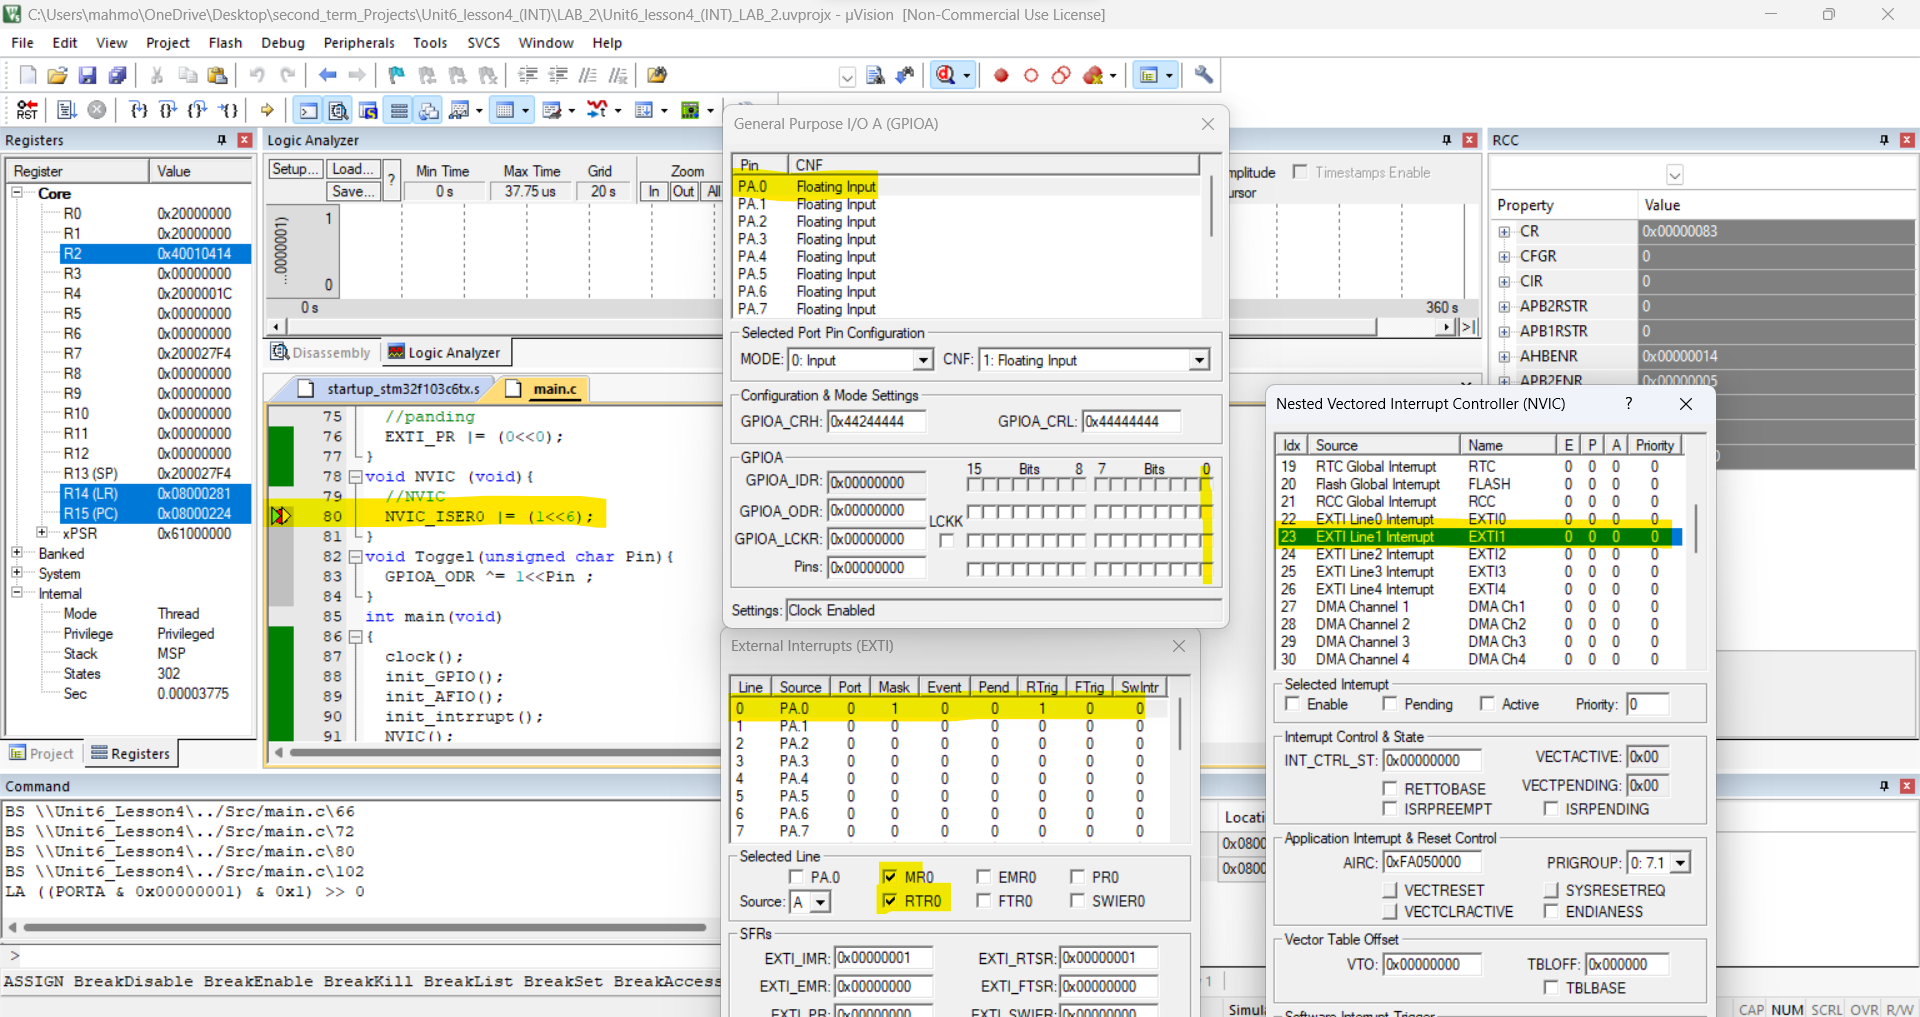 C:\Users\mahmo\OneDrive\Desktop\second_term_Projects\Unit6_lesson4_(INT)\LAB_2\Unit6_lesson4_(INT)_LAB_2.uvprojx - µVision [Non-Commercial Use License]
File Edit View Project Flash Debug Peripherals Tools SVCS Window Help
RST
Registers
Register Value
Core
R0 0x20000000
R1 0x20000000
R2 0x40010414
R3 0x00000000
R4 0x2000001C
R5 0x00000000
R6 0x00000000
R7 0x200027F4
R8 0x00000000
R9 0x00000000
R10 0x00000000
R11 0x00000000
R12 0x00000000
R13 (SP) 0x200027F4
R14 (LR) 0x08000281
R15 (PC) 0x08000224
xPSR 0x61000000
Banked
System
Internal
Mode Thread
Privilege Privileged
Stack MSP
States 302
Sec 0.00003775
Project Registers
Logic Analyzer
Setup... Load... Save... ?
Min Time Max Time Grid Zoom
0 s 37.75 us 20 s In Out All
mplitude Timestamps Enable
ursor
...0000001)
1
0
0 s 360 s
Disassembly Logic Analyzer
startup_stm32f103c6tx.s main.c
75 //panding
76 EXTI_PR |= (0<<0);
77 }
78 void NVIC (void){
79 //NVIC
80 NVIC_ISER0 |= (1<<6);
81 }
82 void Toggel(unsigned char Pin){
83 GPIOA_ODR ^= 1<<Pin ;
84 }
85 int main(void)
86 {
87 clock();
88 init_GPIO();
89 init_AFIO();
90 init_intrrupt();
91 NVIC();
General Purpose I/O A (GPIOA)
Pin CNF
PA.0 Floating Input
PA.1 Floating Input
PA.2 Floating Input
PA.3 Floating Input
PA.4 Floating Input
PA.5 Floating Input
PA.6 Floating Input
PA.7 Floating Input
Selected Port Pin Configuration
MODE: 0: Input CNF: 1: Floating Input
Configuration & Mode Settings
GPIOA_CRH: 0x44244444 GPIOA_CRL: 0x44444444
GPIOA
15 Bits 8 7 Bits 0
GPIOA_IDR: 0x00000000
GPIOA_ODR: 0x00000000
LCKK
GPIOA_LCKR: 0x00000000
Pins: 0x00000000
Settings: Clock Enabled
External Interrupts (EXTI)
Line Source Port Mask Event Pend RTrig FTrig SwIntr
0 PA.0 0 1 0 0 1 0 0
1 PA.1 0 0 0 0 0 0 0
2 PA.2 0 0 0 0 0 0 0
3 PA.3 0 0 0 0 0 0 0
4 PA.4 0 0 0 0 0 0 0
5 PA.5 0 0 0 0 0 0 0
6 PA.6 0 0 0 0 0 0 0
7 PA.7 0 0 0 0 0 0 0
Selected Line
PA.0 MR0 EMR0 PR0
Source: A RTR0 FTR0 SWIER0
SFRs
EXTI_IMR: 0x00000001 EXTI_RTSR: 0x00000001
EXTI_EMR: 0x00000000 EXTI_FTSR: 0x00000000
EXTI_PR: 0x00000000 EXTI_SWIER: 0x00000000
RCC
Property Value
CR 0x00000083
CFGR 0
CIR 0
APB2RSTR 0
APB1RSTR 0
AHBENR 0x00000014
APB2ENR 0x00000005
Nested Vectored Interrupt Controller (NVIC) ?
Idx Source Name E P A Priority
19 RTC Global Interrupt RTC 0 0 0 0
20 Flash Global Interrupt FLASH 0 0 0 0
21 RCC Global Interrupt RCC 0 0 0 0
22 EXTI Line0 Interrupt EXTI0 0 0 0 0
23 EXTI Line1 Interrupt EXTI1 0 0 0 0
24 EXTI Line2 Interrupt EXTI2 0 0 0 0
25 EXTI Line3 Interrupt EXTI3 0 0 0 0
26 EXTI Line4 Interrupt EXTI4 0 0 0 0
27 DMA Channel 1 DMA Ch1 0 0 0 0
28 DMA Channel 2 DMA Ch2 0 0 0 0
29 DMA Channel 3 DMA Ch3 0 0 0 0
30 DMA Channel 4 DMA Ch4 0 0 0 0
Selected Interrupt
Enable Pending Active Priority: 0
Interrupt Control & State
INT_CTRL_ST: 0x00000000 VECTACTIVE: 0x00
RETTOBASE VECTPENDING: 0x00
ISRPREEMPT ISRPENDING
Application Interrupt & Reset Control
AIRC: 0xFA050000 PRIGROUP: 0: 7.1
VECTRESET SYSRESETREQ
VECTCLRACTIVE ENDIANESS
Vector Table Offset
VTO: 0x00000000 TBLOFF: 0x000000
TBLBASE
Software Interrupt Trigger
Command
BS \\Unit6_Lesson4\../Src/main.c\66
BS \\Unit6_Lesson4\../Src/main.c\72
BS \\Unit6_Lesson4\../Src/main.c\80
BS \\Unit6_Lesson4\../Src/main.c\102
LA ((PORTA & 0x00000001) & 0x1) >> 0
>
ASSIGN BreakDisable BreakEnable BreakKill BreakList BreakSet BreakAccess
Locati
0x0800
0x0800
1
Simula
CAP NUM SCRL OVR R/W